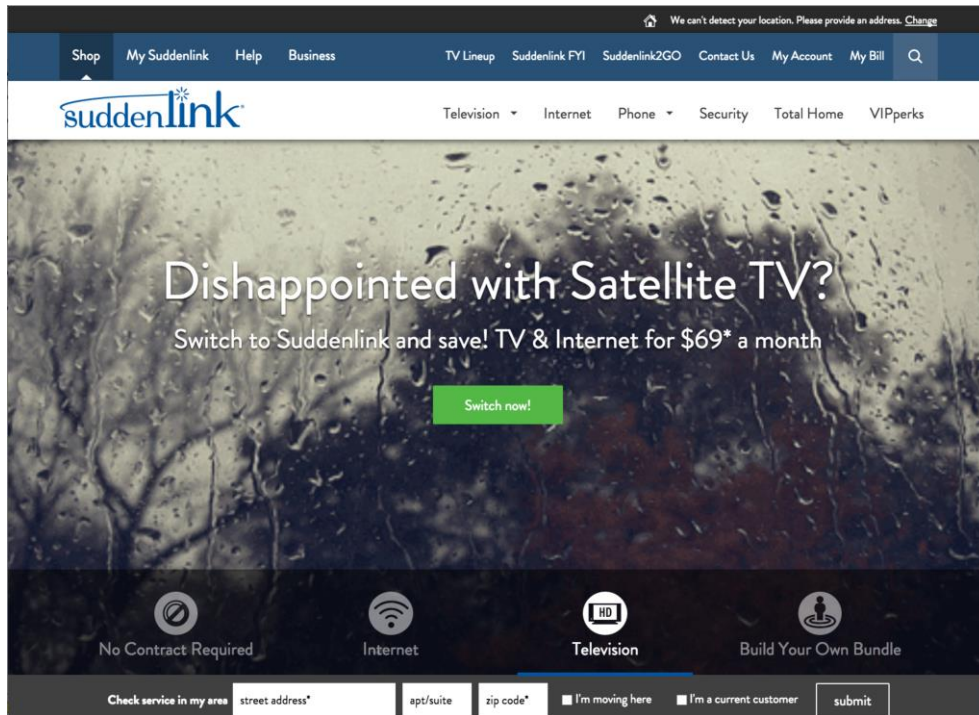 We can't detect your location. Please provide an address. Change
Shop My Suddenlink Help Business TV Lineup Suddenlink FYI Suddenlink2GO Contact Us My Account My Bill
suddenlink® Television Internet Phone Security Total Home VIPperks
Dishappointed with Satellite TV?
Switch to Suddenlink and save! TV & Internet for $69* a month
Switch now!
HD
No Contract Required Internet Television Build Your Own Bundle
Check service in my area street address* apt/suite zip code* I'm moving here I'm a current customer submit